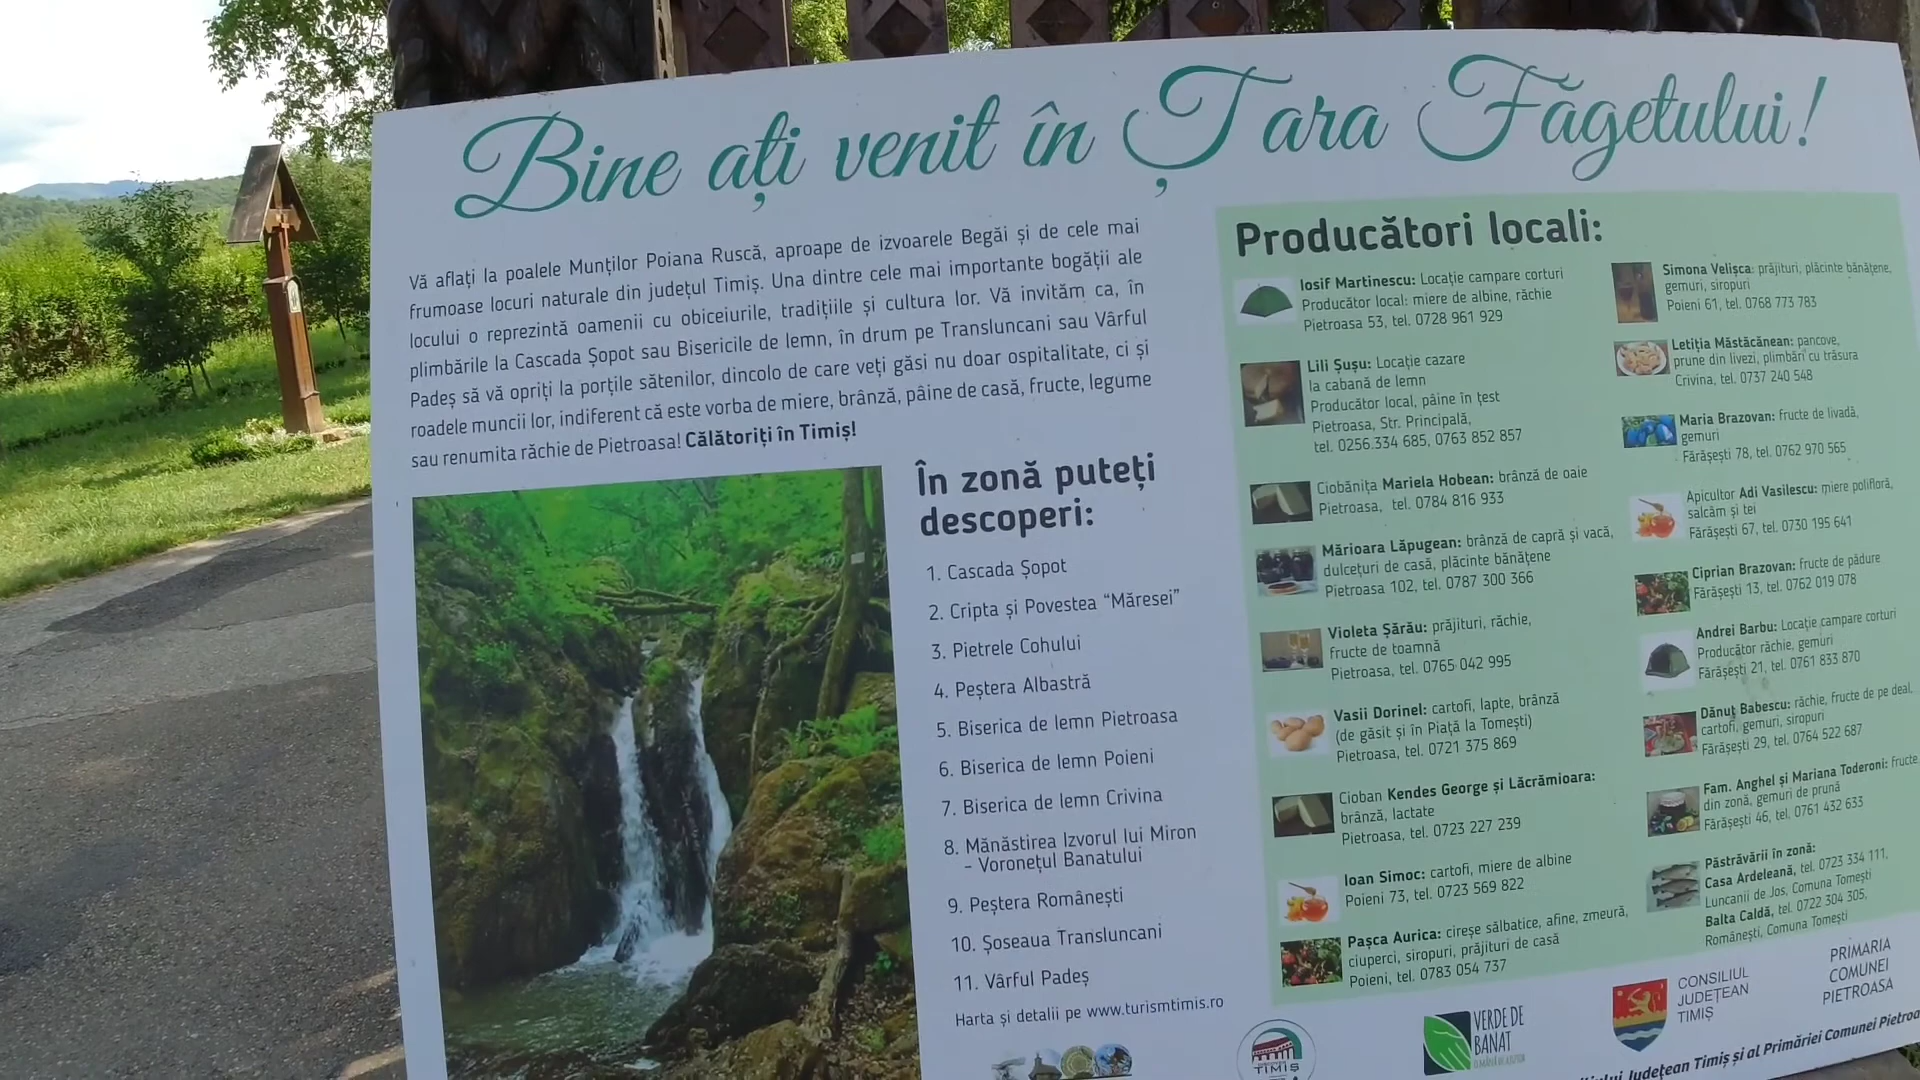 Bine ați venit în Țara Făgetului!
Vă aflați la poalele Munților Poiana Ruscă, aproape de izvoarele Begăi și de cele mai
frumoase locuri naturale din județul Timiș. Una dintre cele mai importante bogății ale
locului o reprezintă oamenii cu obiceiurile, tradițiile și cultura lor. Vă invităm ca, în
plimbările la Cascada Șopot sau Bisericile de lemn, în drum pe Transluncani sau Vârful
Padeș să vă opriți la porțile sătenilor, dincolo de care veți găsi nu doar ospitalitate, ci și
roadele muncii lor, indiferent că este vorba de miere, brânză, pâine de casă, fructe, legume
sau renumita răchie de Pietroasa! Călătoriți în Timiș!
În zonă puteți
descoperi:
1. Cascada Șopot
2. Cripta și Povestea “Măresei”
3. Pietrele Cohului
4. Peștera Albastră
5. Biserica de lemn Pietroasa
6. Biserica de lemn Poieni
7. Biserica de lemn Crivina
8. Mănăstirea Izvorul lui Miron
- Voronețul Banatului
9. Peștera Românești
10. Șoseaua Transluncani
11. Vârful Padeș
Harta și detalii pe www.turismtimis.ro
Producători locali:
Iosif Martinescu: Locație campare corturi
Producător local: miere de albine, răchie
Pietroasa 53, tel. 0728 961 929
Lili Șușu: Locație cazare
la cabană de lemn
Producător local, pâine în țest
Pietroasa, Str. Principală,
tel. 0256.334 685, 0763 852 857
Ciobănița Mariela Hobean: brânză de oaie
Pietroasa, tel. 0784 816 933
Mărioara Lăpugean: brânză de capră și vacă,
dulcețuri de casă, plăcinte bănățene
Pietroasa 102, tel. 0787 300 366
Violeta Șărău: prăjituri, răchie,
fructe de toamnă
Pietroasa, tel. 0765 042 995
Vasii Dorinel: cartofi, lapte, brânză
(de găsit și în Piață la Tomești)
Pietroasa, tel. 0721 375 869
Cioban Kendes George și Lăcrămioara:
brânză, lactate
Pietroasa, tel. 0723 227 239
Ioan Simoc: cartofi, miere de albine
Poieni 73, tel. 0723 569 822
Pașca Aurica: cireșe sălbatice, afine, zmeură,
ciuperci, siropuri, prăjituri de casă
Poieni, tel. 0783 054 737
Simona Velișca: prăjituri, plăcinte bănățene,
gemuri, siropuri
Poieni 61, tel. 0768 773 783
Letiția Măstăcănean: pancove,
prune din livezi, plimbări cu trăsura
Crivina, tel. 0737 240 548
Maria Brazovan: fructe de livadă,
gemuri
Fărășești 78, tel. 0762 970 565
Apicultor Adi Vasilescu: miere polifloră,
salcâm și tei
Fărășești 67, tel. 0730 195 641
Ciprian Brazovan: fructe de pădure
Fărășești 13, tel. 0762 019 078
Andrei Barbu: Locație campare corturi
Producător răchie, gemuri
Fărășești 21, tel. 0761 833 870
Dănuț Babescu: răchie, fructe de pe deal,
cartofi, gemuri, siropuri
Fărășești 29, tel. 0764 522 687
Fam. Anghel și Mariana Toderoni: fructe
din zonă, gemuri de prună
Fărășești 46, tel. 0761 432 633
Păstrăvării în zonă:
Casa Ardeleană, tel. 0723 334 111,
Luncanii de Jos, Comuna Tomești
Balta Caldă, tel. 0722 304 305,
Românești, Comuna Tomești
TIMIȘ
VERDE DE
BANAT
CONSILIUL
JUDEȚEAN
TIMIȘ
PRIMARIA
COMUNEI
PIETROASA
Județean Timiș și al Primăriei Comunei